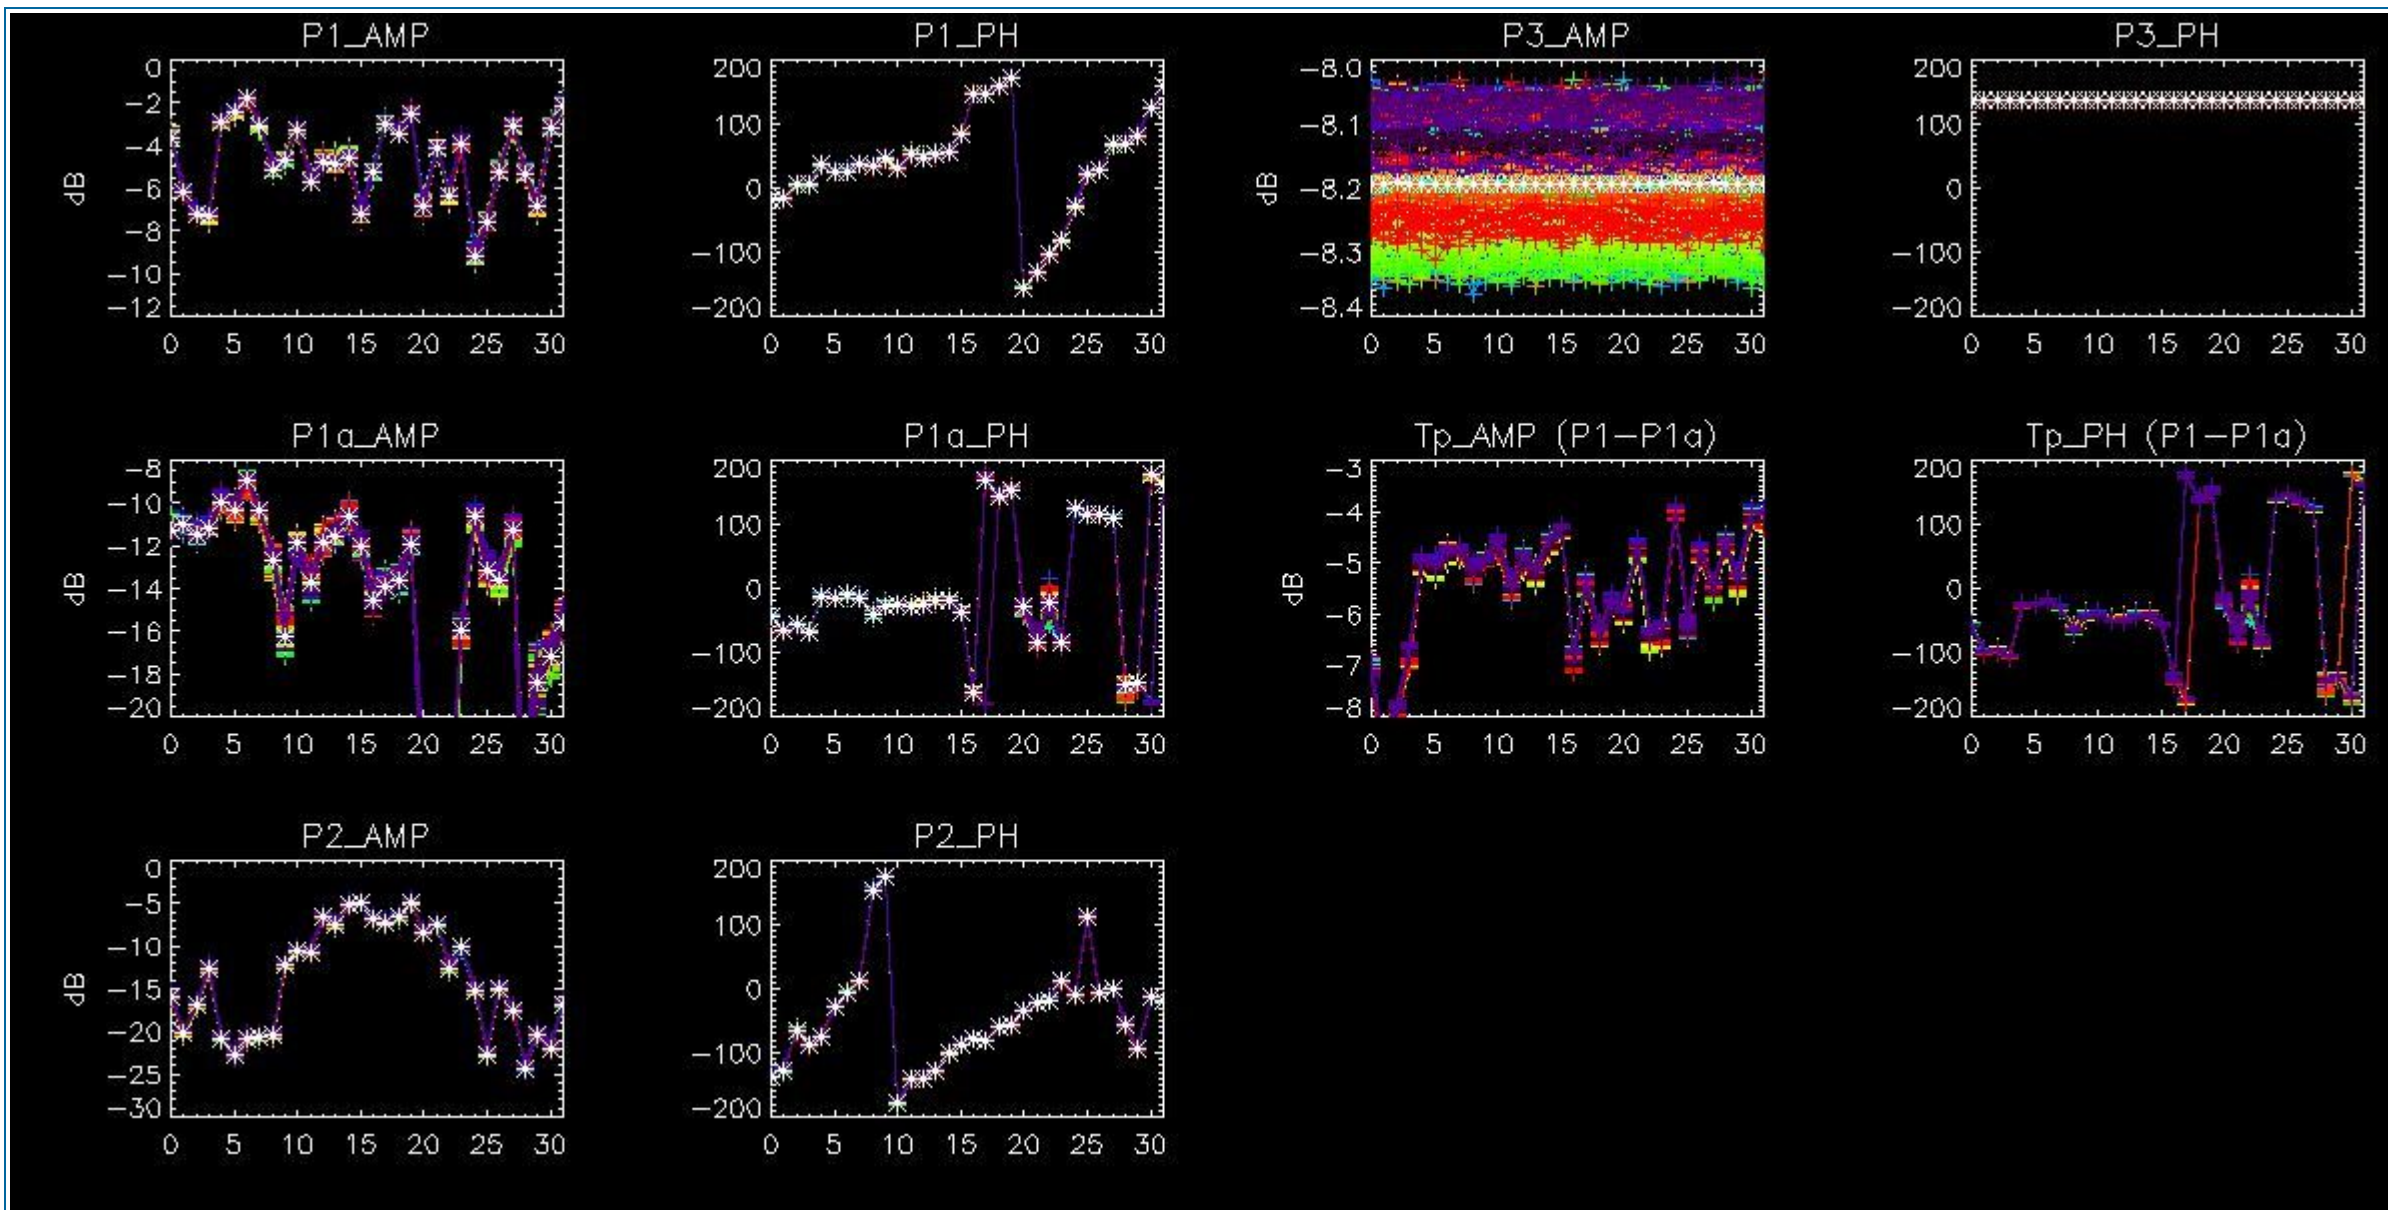 P1_AMP
P1_PH
P3_AMP
P3_PH
0
−2
−4
−6
−8
−10
−12
dB
0 5 10 15 20 25 30
200
100
0
−100
−200
0 5 10 15 20 25 30
−8.0
−8.1
−8.2
−8.3
−8.4
dB
0 5 10 15 20 25 30
200
100
0
−100
−200
0 5 10 15 20 25 30
P1a_AMP
P1a_PH
Tp_AMP (P1−P1a)
Tp_PH (P1−P1a)
−8
−10
−12
−14
−16
−18
−20
dB
0 5 10 15 20 25 30
200
100
0
−100
−200
0 5 10 15 20 25 30
−3
−4
−5
−6
−7
−8
dB
0 5 10 15 20 25 30
200
100
0
−100
−200
0 5 10 15 20 25 30
P2_AMP
P2_PH
0
−5
−10
−15
−20
−25
−30
dB
0 5 10 15 20 25 30
200
100
0
−100
−200
0 5 10 15 20 25 30